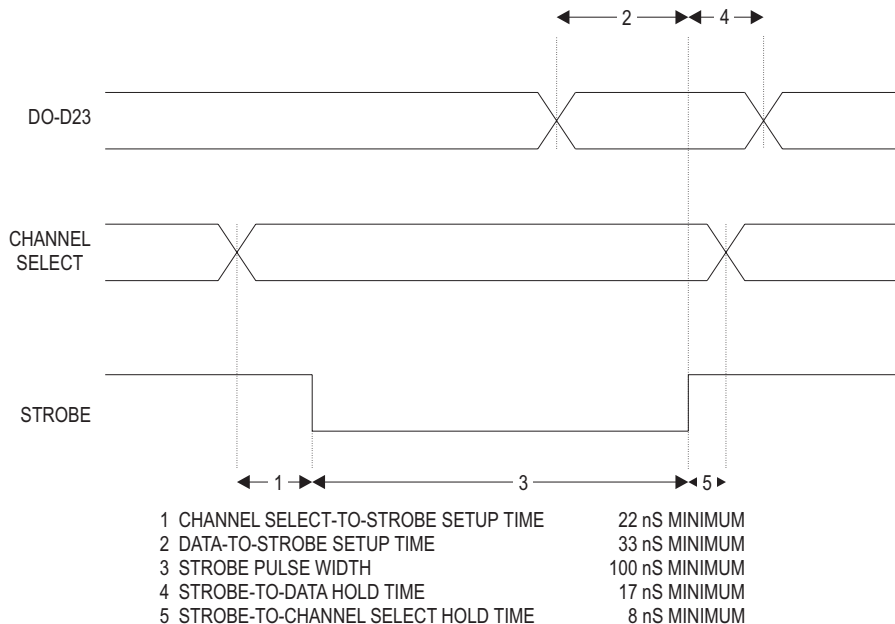 2 4
DO-D23
CHANNEL
SELECT
STROBE
1 3 5
1 CHANNEL SELECT-TO-STROBE SETUP TIME 22 nS MINIMUM
2 DATA-TO-STROBE SETUP TIME 33 nS MINIMUM
3 STROBE PULSE WIDTH 100 nS MINIMUM
4 STROBE-TO-DATA HOLD TIME 17 nS MINIMUM
5 STROBE-TO-CHANNEL SELECT HOLD TIME 8 nS MINIMUM